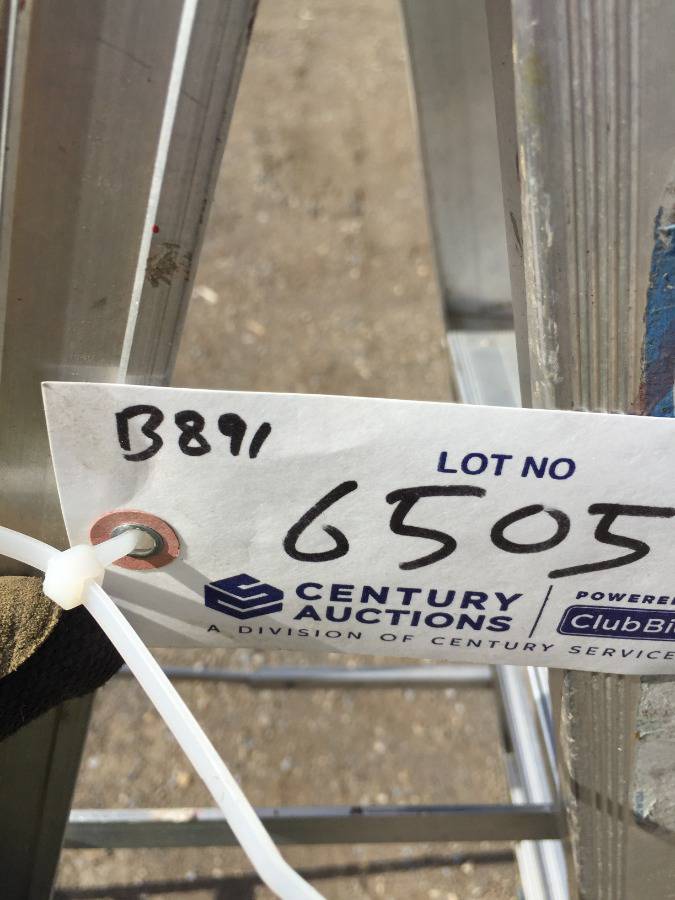 B891
LOT NO
6505
CENTURY
AUCTIONS
A DIVISION OF CENTURY SERVICE
POWERE
ClubBi